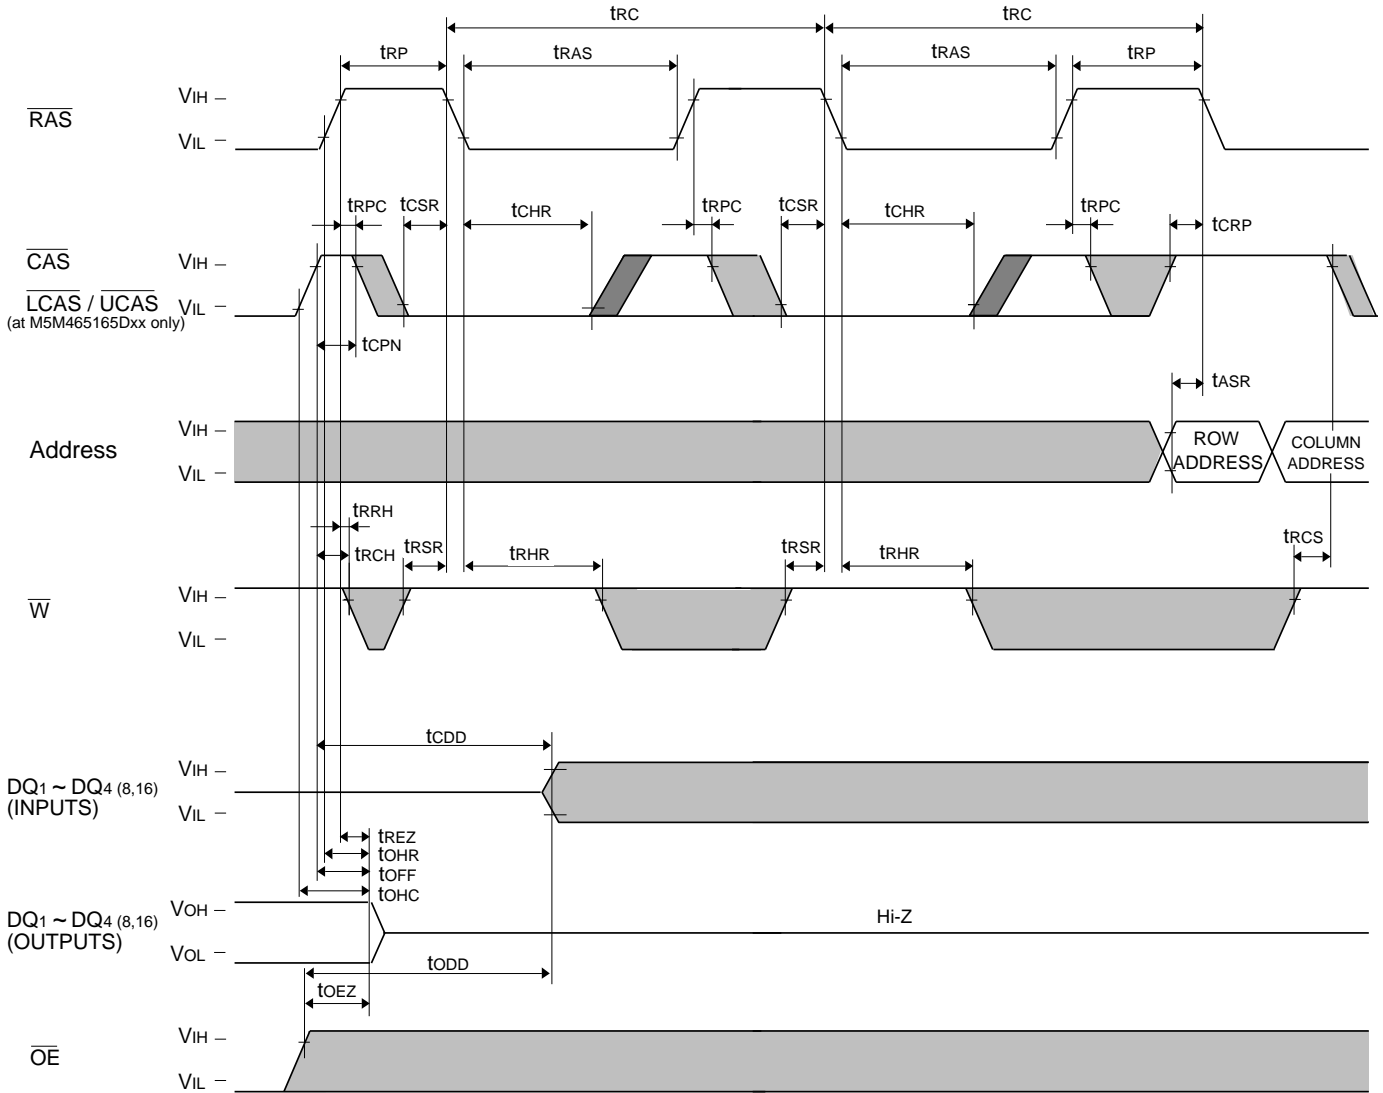 tRC tRC
tRP tRAS tRAS tRP
RAS VIH
VIL
tRPC tCSR tCHR tRPC tCSR tCHR tRPC tCRP
CAS VIH
LCAS / UCAS VIL
(at M5M465165Dxx only)
tCPN
tASR
Address VIH
VIL
ROW ADDRESS
COLUMN ADDRESS
tRRH
tRCH tRSR tRHR tRSR tRHR tRCS
W VIH
VIL
tCDD
DQ1 ~ DQ4 (8,16) VIH
(INPUTS) VIL
tREZ
tOHR
tOFF
tOHC
DQ1 ~ DQ4 (8,16) VOH
(OUTPUTS) VOL
Hi-Z
tODD
tOEZ
OE VIH
VIL